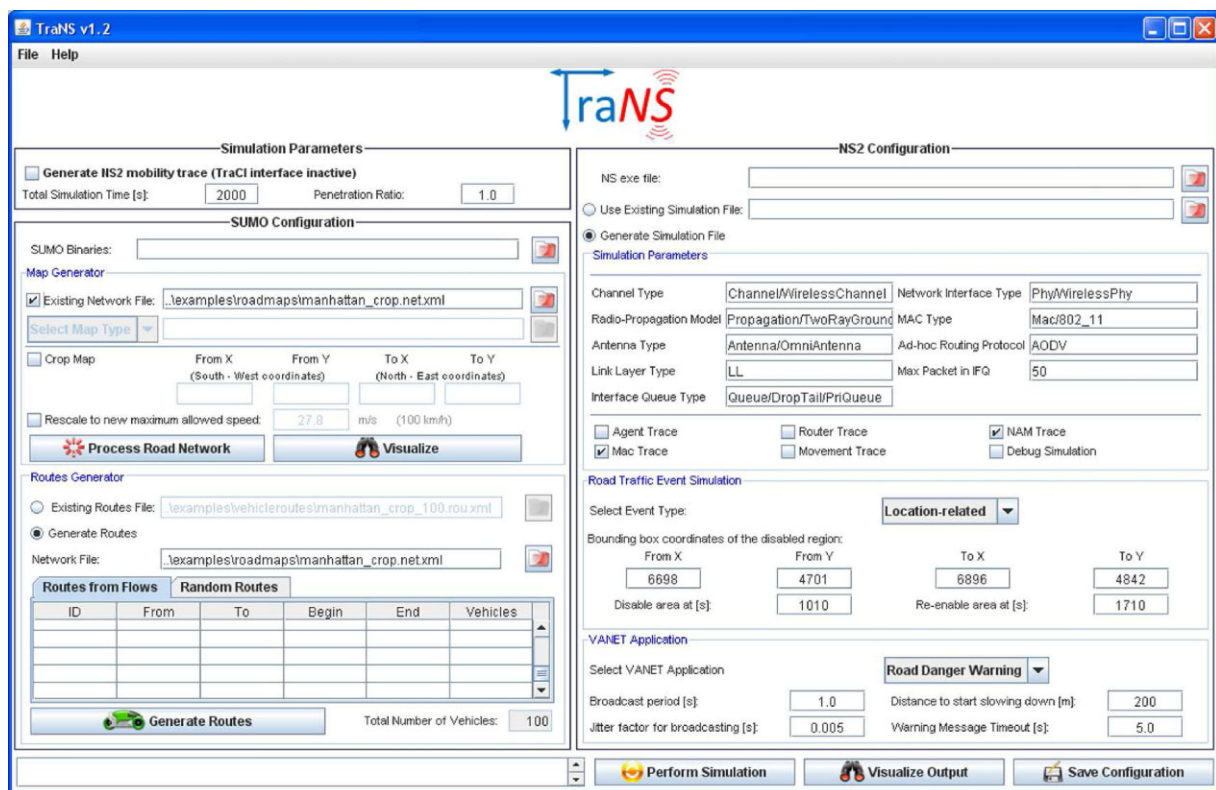 TraNS v1.2
File Help
TraNS
Simulation Parameters
Generate NS2 mobility trace (TraCI interface inactive)
Total Simulation Time [s]: 2000 Penetration Ratio: 1.0
SUMO Configuration
SUMO Binaries:
Map Generator
Existing Network File: ..\examples\roadmaps\manhattan_crop.net.xml
Select Map Type
Crop Map From X From Y To X To Y
(South - West coordinates) (North - East coordinates)
Rescale to new maximum allowed speed: 27.8 m/s (100 km/h)
Process Road Network Visualize
Routes Generator
Existing Routes File: ..\examples\vehicleroutes\manhattan_crop_100.rou.xml
Generate Routes
Network File: ..\examples\roadmaps\manhattan_crop.net.xml
Routes from Flows Random Routes
ID From To Begin End Vehicles
Generate Routes Total Number of Vehicles: 100
NS2 Configuration
NS exe file:
Use Existing Simulation File:
Generate Simulation File
Simulation Parameters
Channel Type Channel/WirelessChannel Network Interface Type Phy/WirelessPhy
Radio-Propagation Model Propagation/TwoRayGround MAC Type Mac/802_11
Antenna Type Antenna/OmniAntenna Ad-hoc Routing Protocol AODV
Link Layer Type LL Max Packet in IFQ 50
Interface Queue Type Queue/DropTail/PriQueue
Agent Trace Router Trace NAM Trace
Mac Trace Movement Trace Debug Simulation
Road Traffic Event Simulation
Select Event Type: Location-related
Bounding box coordinates of the disabled region:
From X From Y To X To Y
6698 4701 6896 4842
Disable area at [s]: 1010 Re-enable area at [s]: 1710
VANET Application
Select VANET Application Road Danger Warning
Broadcast period [s]: 1.0 Distance to start slowing down [m]: 200
Jitter factor for broadcasting [s]: 0.005 Warning Message Timeout [s]: 5.0
Perform Simulation Visualize Output Save Configuration